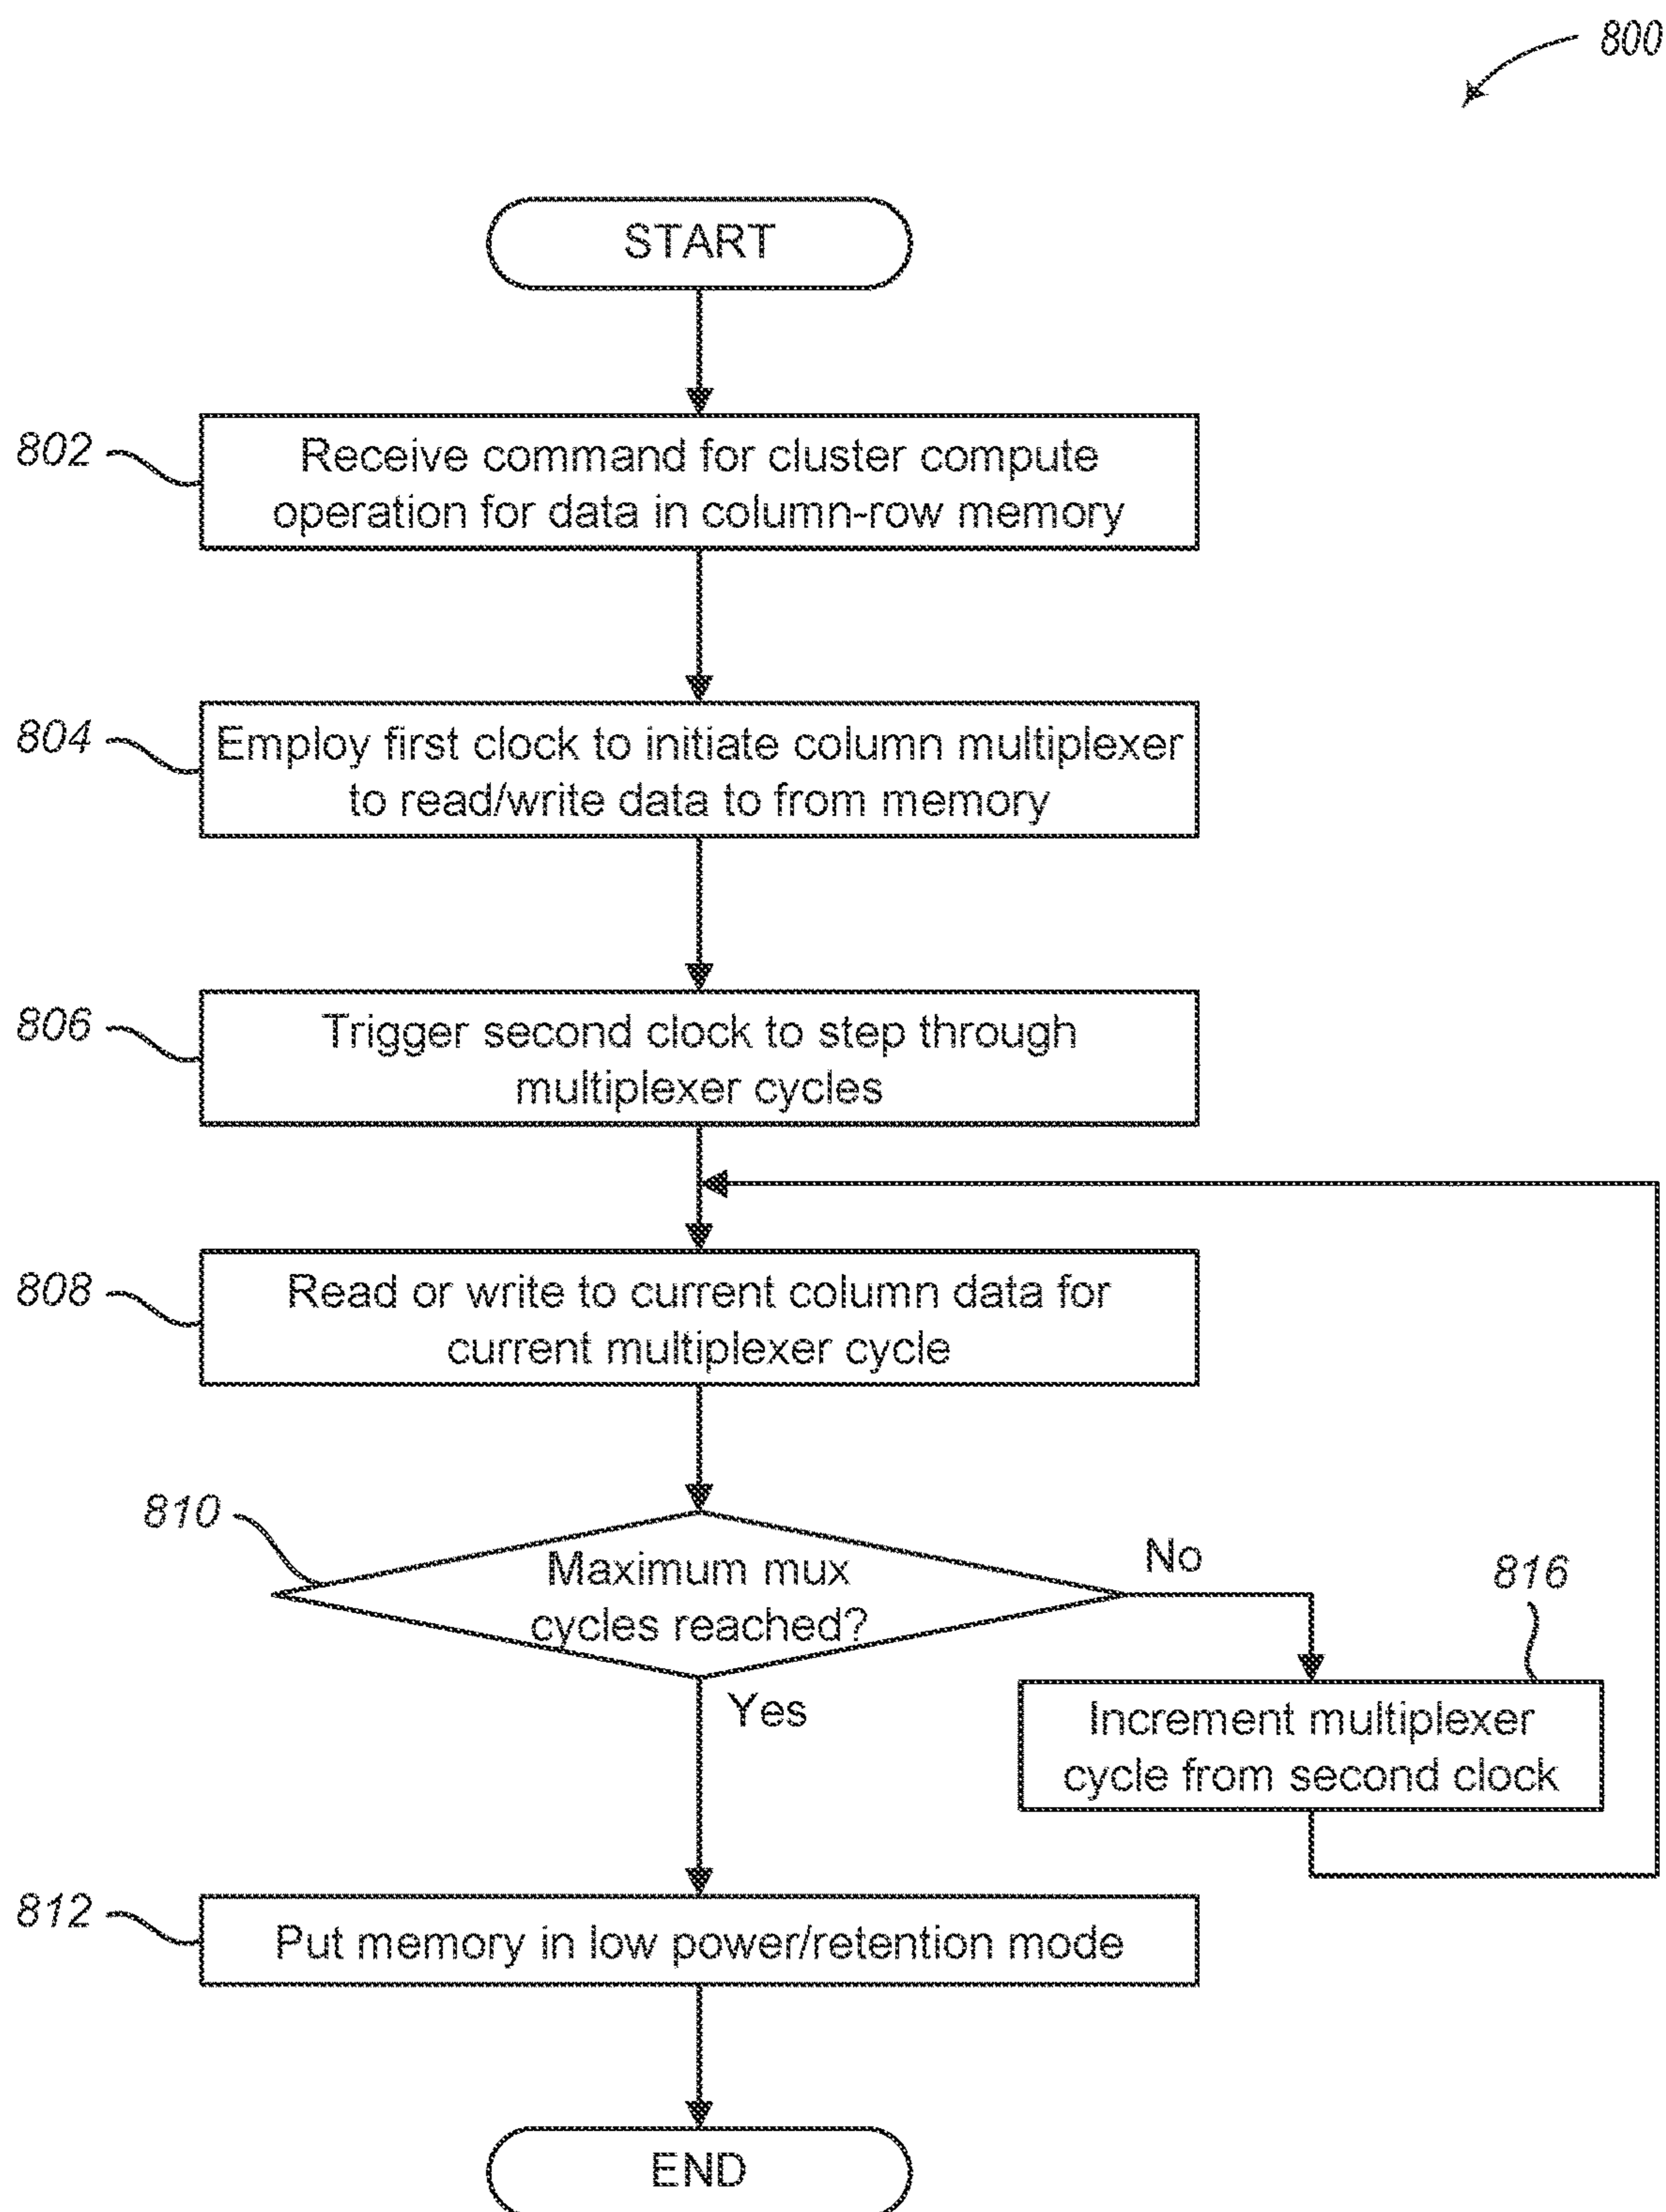 800
START
802
Receive command for cluster compute
operation for data in column-row memory
804
Employ first clock to initiate column multiplexer
to read/write data to from memory
806
Trigger second clock to step through
multiplexer cycles
808
Read or write to current column data for
current multiplexer cycle
810
Maximum mux
cycles reached?
No
816
Yes
Increment multiplexer
cycle from second clock
812
Put memory in low power/retention mode
END